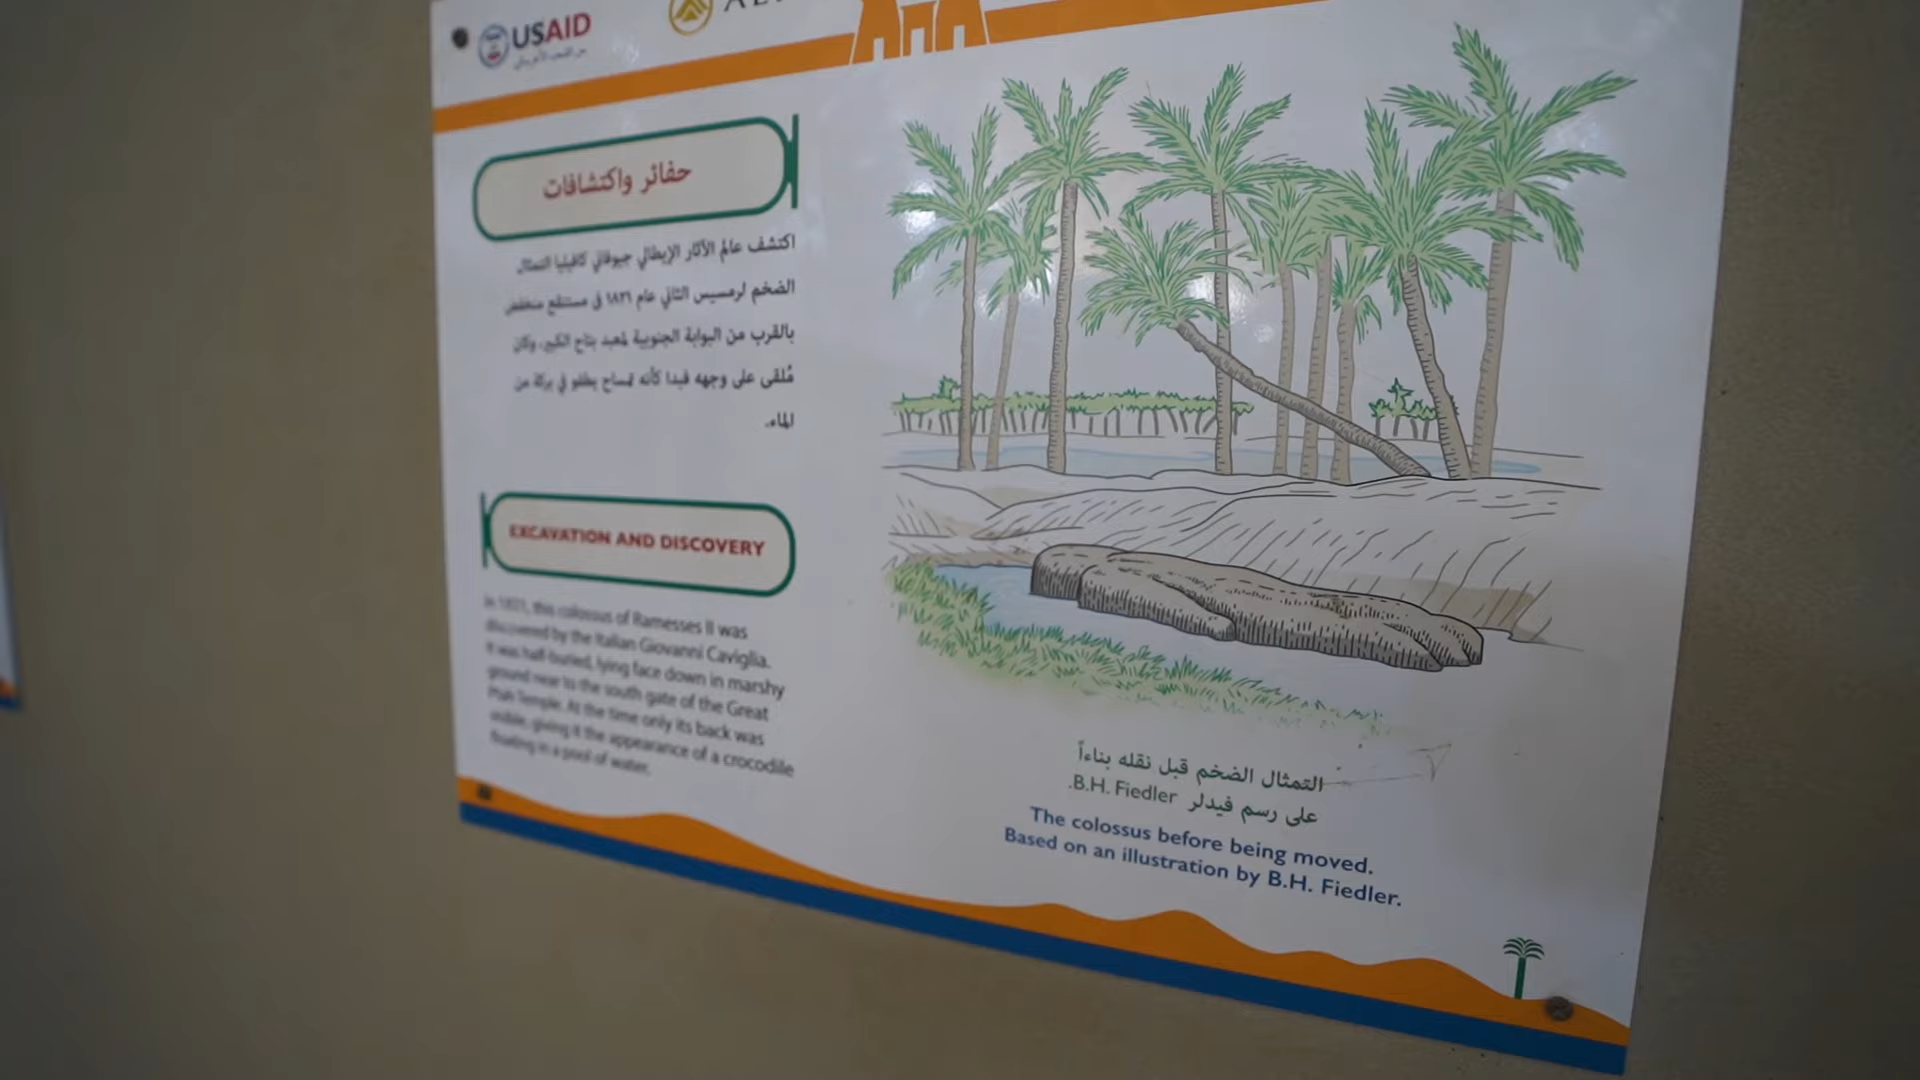 USAID
من الشعب الأمريكي
حفائر واكتشافات
اكتشف عالم الآثار الإيطالي جيوفاني كافيليا التمثال
الضخم لرمسيس الثاني عام ١٨٢١ فى مستنقع منخفض
بالقرب من البوابة الجنوبية لمعبد بتاح الكبير، وكان
مُلقى على وجهه فبدا كأنه تمساح يطفو في بركة من
الماء.
EXCAVATION AND DISCOVERY
In 1821, this colossus of Ramesses II was
discovered by the Italian Giovanni Caviglia.
It was half-buried, lying face down in marshy
ground near to the south gate of the Great
Ptah Temple. At the time only its back was
visible, giving it the appearance of a crocodile
floating in a pool of water.
التمثال الضخم قبل نقله بناءاً
على رسم فيدلر B.H. Fiedler.
The colossus before being moved.
Based on an illustration by B.H. Fiedler.